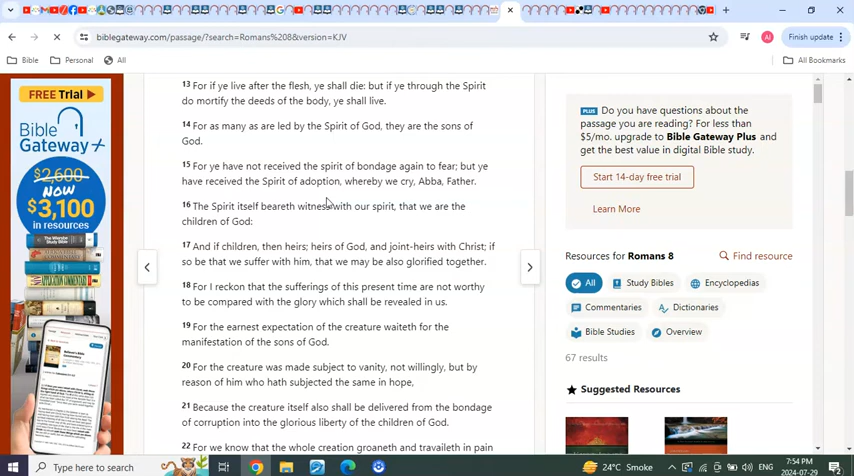 Finish update
biblegateway.com/passage/?search=Romans%208&version=KJV
AI
Bible
Personal
All
All Bookmarks
FREE Trial
Bible
Gateway+
$2,600
NOW
$3,100
in resources
13 For if ye live after the flesh, ye shall die: but if ye through the Spirit
do mortify the deeds of the body, ye shall live.
14 For as many as are led by the Spirit of God, they are the sons of
God.
15 For ye have not received the spirit of bondage again to fear; but ye
have received the Spirit of adoption, whereby we cry, Abba, Father.
16 The Spirit itself beareth witness with our spirit, that we are the
children of God:
17 And if children, then heirs; heirs of God, and joint-heirs with Christ; if
so be that we suffer with him, that we may be also glorified together.
18 For I reckon that the sufferings of this present time are not worthy
to be compared with the glory which shall be revealed in us.
19 For the earnest expectation of the creature waiteth for the
manifestation of the sons of God.
20 For the creature was made subject to vanity, not willingly, but by
reason of him who hath subjected the same in hope,
21 Because the creature itself also shall be delivered from the bondage
of corruption into the glorious liberty of the children of God.
22 For we know that the whole creation groaneth and travaileth in pain
PLUS Do you have questions about the
passage you are reading? For less than
$5/mo. upgrade to Bible Gateway Plus and
get the best value in digital Bible study.
Start 14-day free trial
Learn More
Resources for Romans 8
Find resource
All
Study Bibles
Encyclopedias
Commentaries
Dictionaries
Bible Studies
Overview
67 results
Suggested Resources
Type here to search
24°C Smoke
ENG
7:54 PM
2024-07-29
2